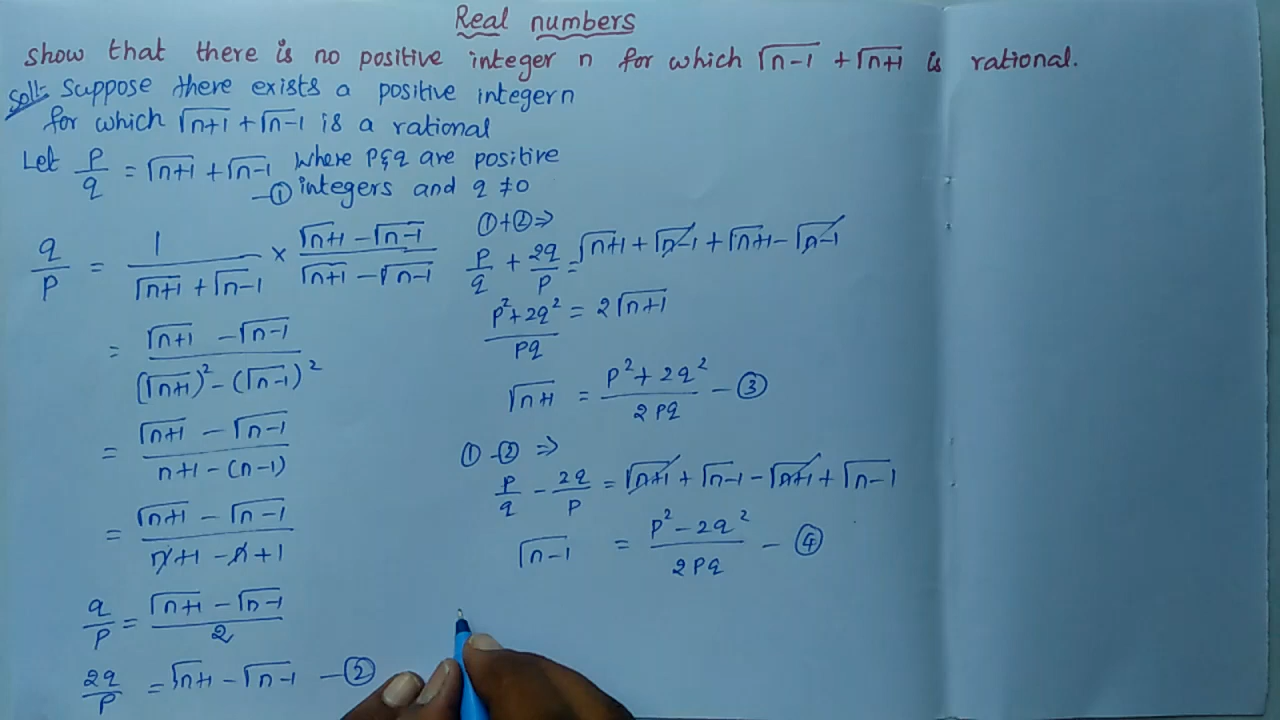 Real numbers
show that there is no positive integer n for which √n-1 + √n+1 is rational.
Sol:- Suppose there exists a positive integer n
for which √n+1 + √n-1 is a rational
Let p/q = √n+1 + √n-1 where p & q are positive
—① integers and q ≠ 0
q/p = 1/(√n+1 + √n-1) × (√n+1 - √n-1)/(√n+1 - √n-1)
= (√n+1 - √n-1)/((√n+1)² - (√n-1)²)
= (√n+1 - √n-1)/(n+1-(n-1))
= (√n+1 - √n-1)/(n+1-n+1)
q/p = (√n+1 - √n-1)/2
2q/p = √n+1 - √n-1 —②
①+②⇒
p/q + 2q/p = √n+1 + √n-1 + √n+1 - √n-1
(p²+2q²)/pq = 2√n+1
√n+1 = (p²+2q²)/2pq —③
①-② ⇒
p/q - 2q/p = √n+1 + √n-1 - √n+1 + √n-1
√n-1 = (p²-2q²)/2pq —④